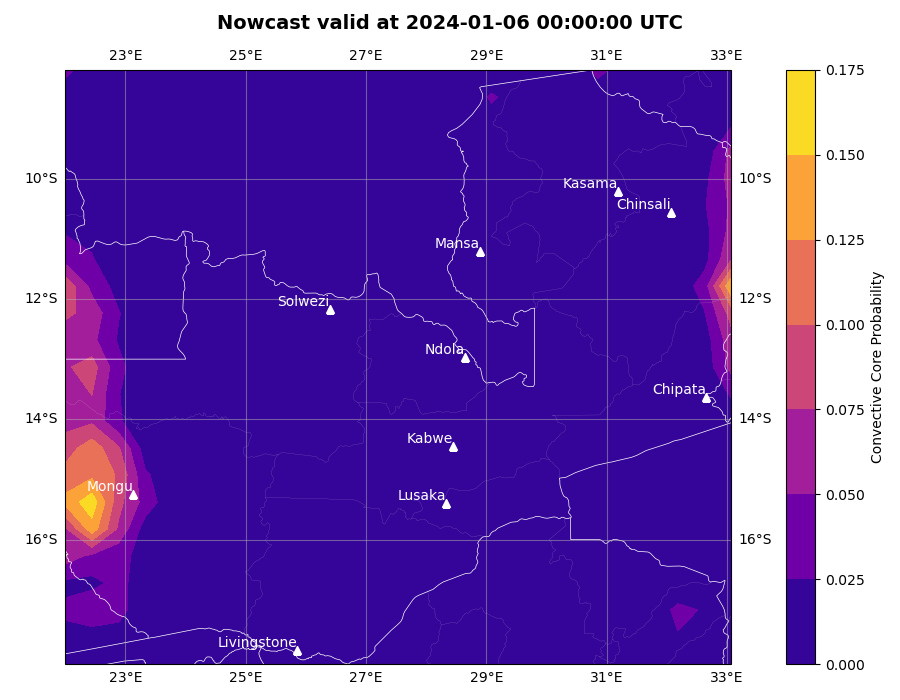 Nowcast valid at 2024-01-06 00:00:00 UTC
23°E 25°E 27°E 29°E 31°E 33°E
0.175
0.150
10°S Kasama 10°S
Chinsali
0.125
Mansa
12°S Solwezi 12°S
0.100
Ndola
Chipata
0.075
14°S 14°S
Kabwe
Mongu Lusaka
0.050
16°S 16°S
0.025
Livingstone
0.000
23°E 25°E 27°E 29°E 31°E 33°E
Convective Core Probability